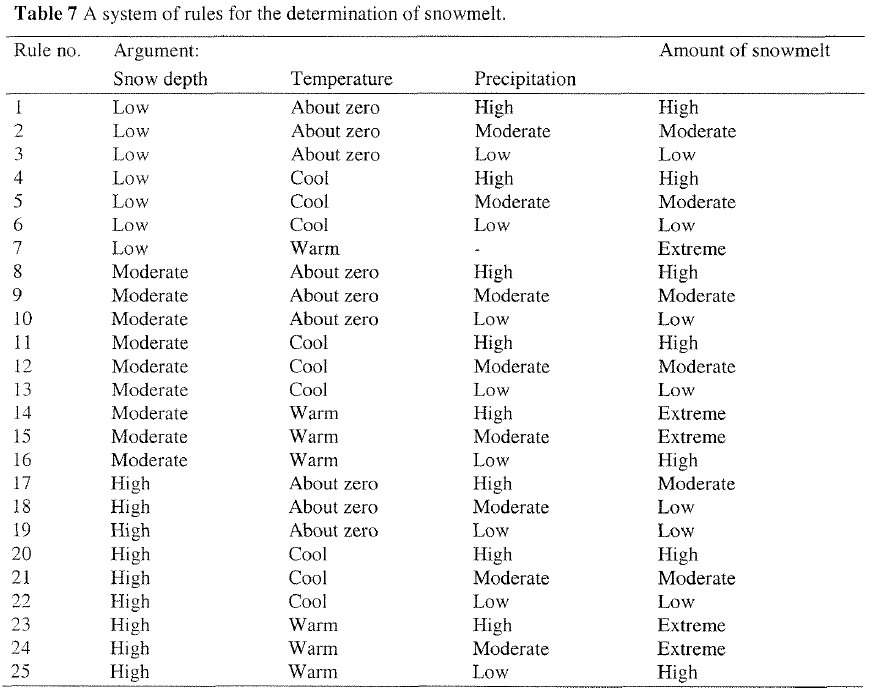 Table 7 A system of rules for the determination of snowmelt.
Rule no. Argument: Amount of snowmelt
Snow depth Temperature Precipitation
1 Low About zero High High
2 Low About zero Moderate Moderate
3 Low About zero Low Low
4 Low Cool High High
5 Low Cool Moderate Moderate
6 Low Cool Low Low
7 Low Warm - Extreme
8 Moderate About zero High High
9 Moderate About zero Moderate Moderate
10 Moderate About zero Low Low
11 Moderate Cool High High
12 Moderate Cool Moderate Moderate
13 Moderate Cool Low Low
14 Moderate Warm High Extreme
15 Moderate Warm Moderate Extreme
16 Moderate Warm Low High
17 High About zero High Moderate
18 High About zero Moderate Low
19 High About zero Low Low
20 High Cool High High
21 High Cool Moderate Moderate
22 High Cool Low Low
23 High Warm High Extreme
24 High Warm Moderate Extreme
25 High Warm Low High